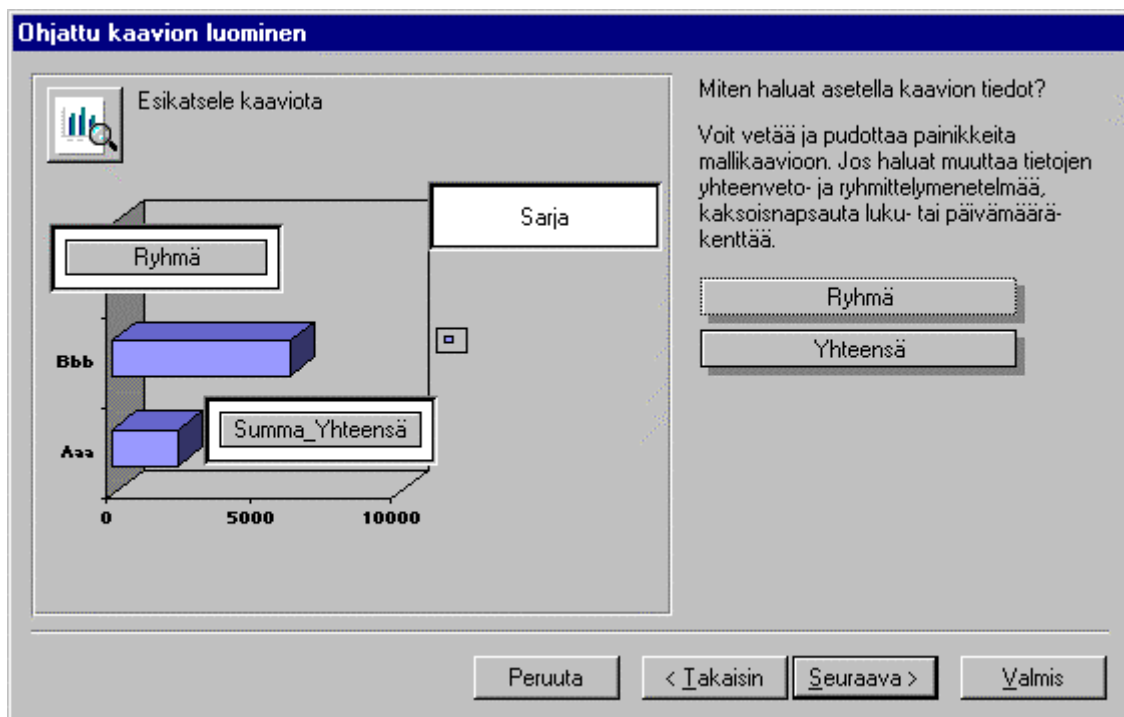 Ohjattu kaavion luominen
Esikatsele kaaviota
Sarja
Ryhmä
Bbb
Summa_Yhteensä
Aaa
0 5000 10000
Miten haluat asetella kaavion tiedot?
Voit vetää ja pudottaa painikkeita
mallikaavioon. Jos haluat muuttaa tietojen
yhteenveto- ja ryhmittelymenetelmää,
kaksoisnapsauta luku- tai päivämäärä-
kenttää.
Ryhmä
Yhteensä
Peruuta
< Takaisin
Seuraava >
Valmis